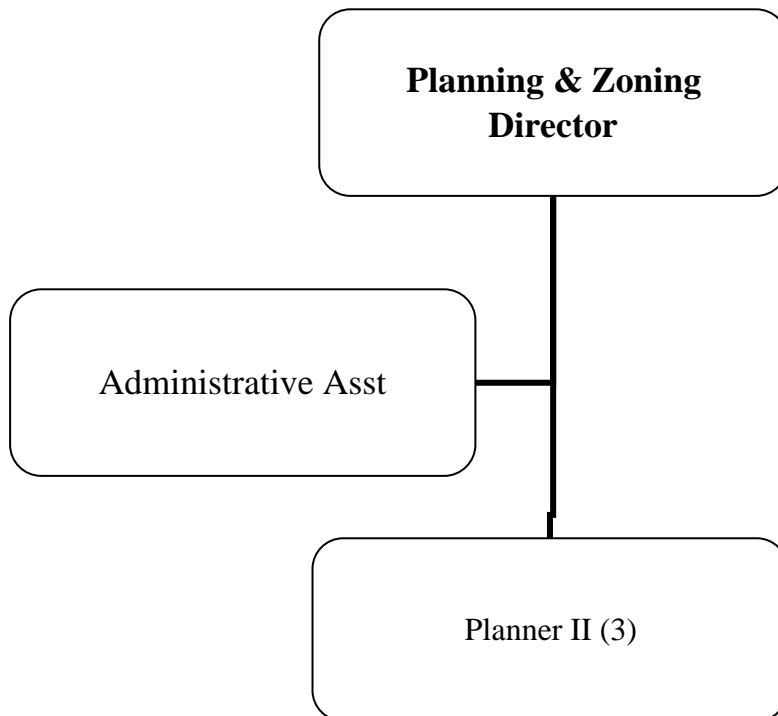 Planning & Zoning
Director
Administrative Asst
Planner II (3)